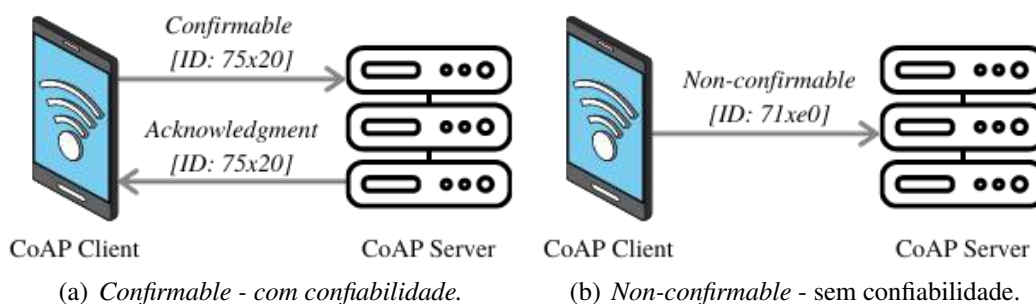 Confirmable
[ID: 75x20]
Acknowledgment
[ID: 75x20]
CoAP Client
CoAP Server
(a) Confirmable - com confiabilidade.
Non-confirmable
[ID: 71xe0]
CoAP Client
CoAP Server
(b) Non-confirmable - sem confiabilidade.